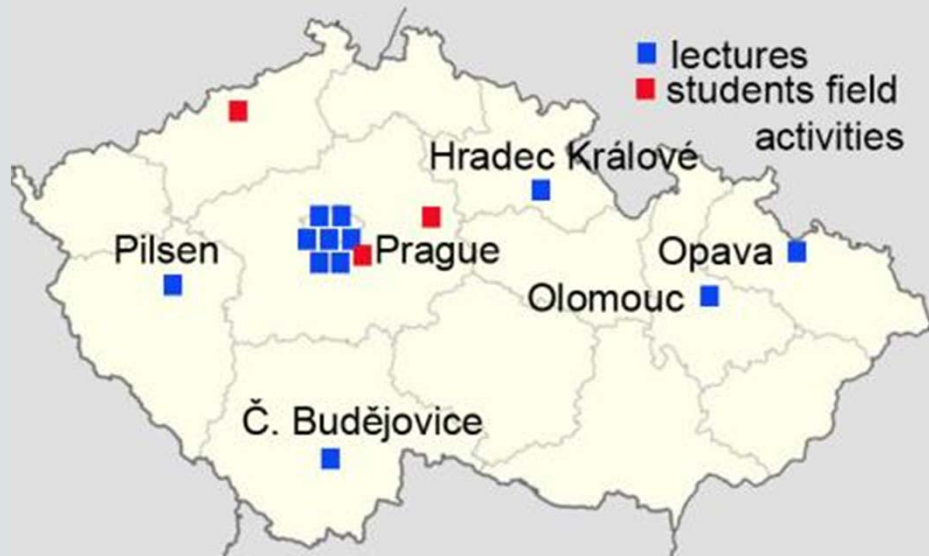 lectures
students field
activities
Hradec Králové
Pilsen
Prague
Opava
Olomouc
Č. Budějovice